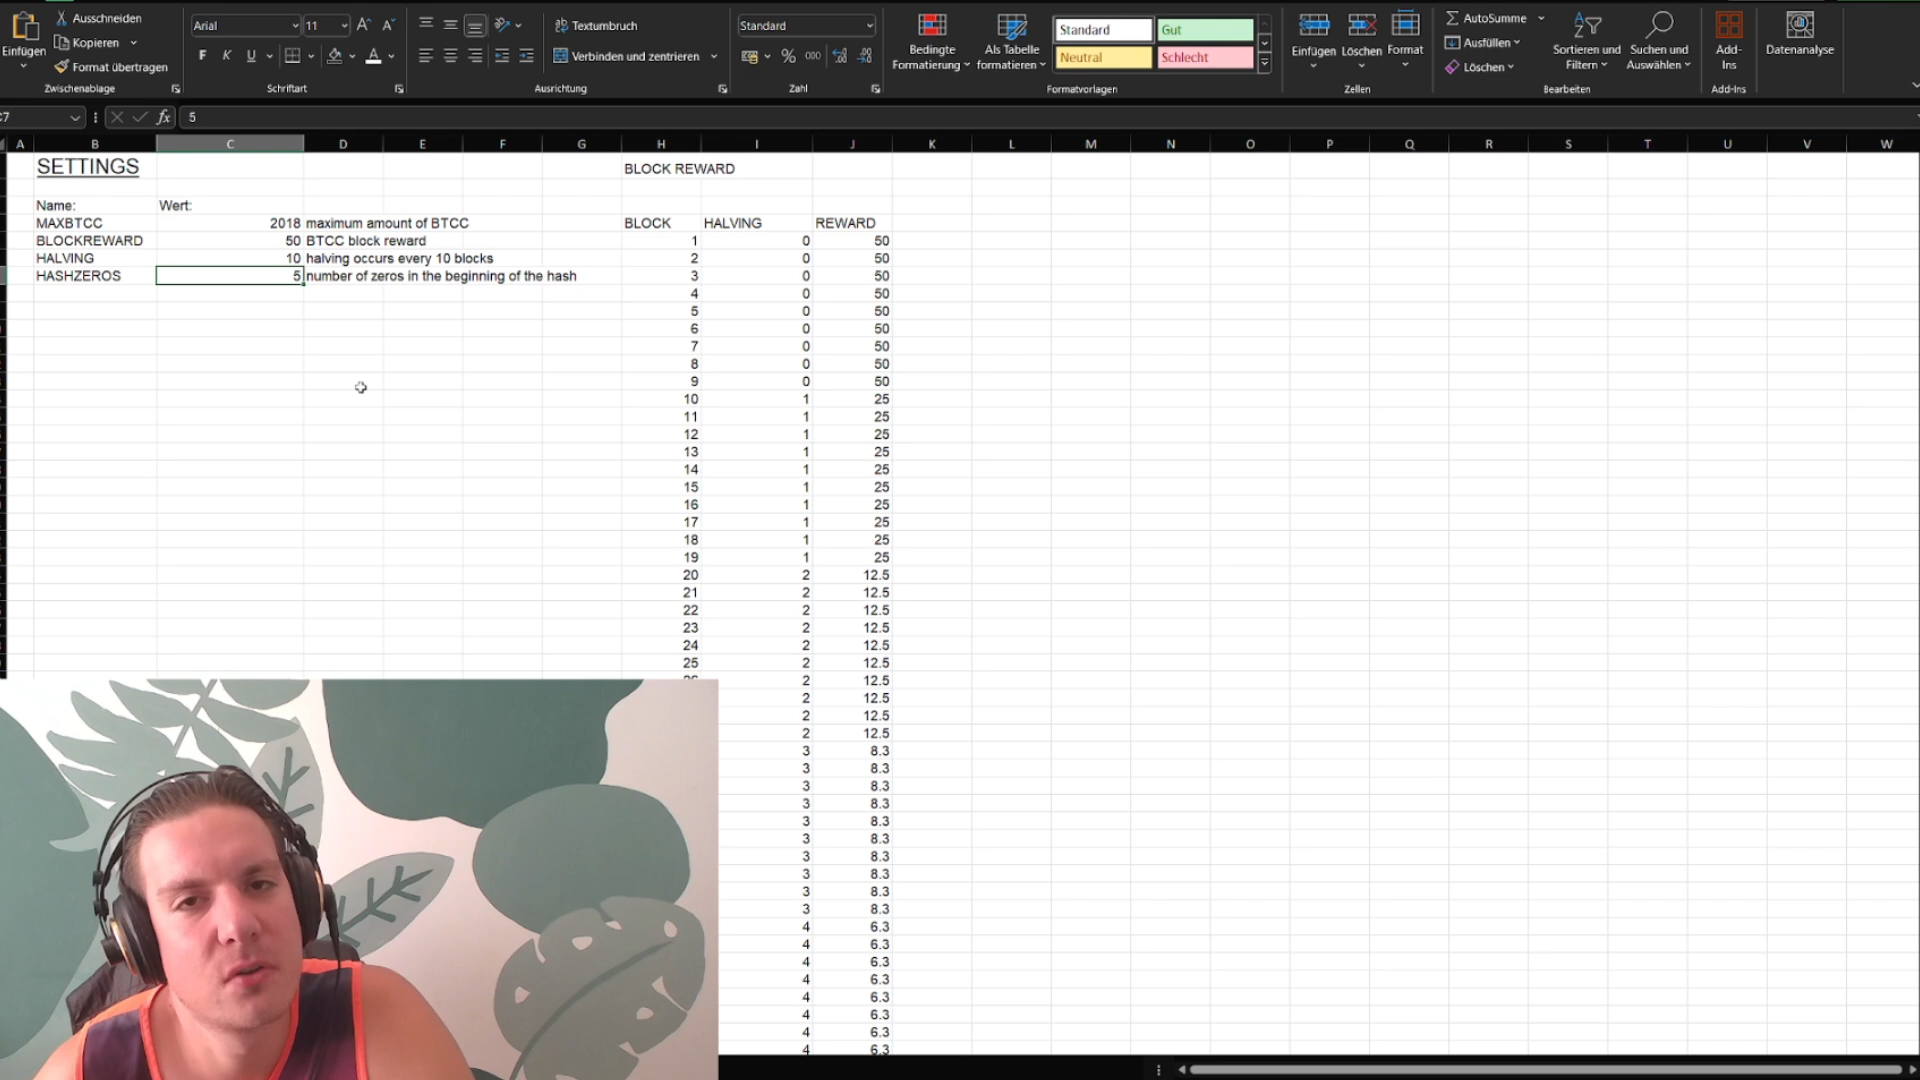 Ausschneiden
Kopieren
Format übertragen
Einfügen
Zwischenablage
Arial 11
F K U
Schriftart
Textumbruch
Verbinden und zentrieren
Ausrichtung
Standard
% 000
Zahl
Bedingte Formatierung
Als Tabelle formatieren
Standard Gut
Neutral Schlecht
Formatvorlagen
Einfügen Löschen Format
Zellen
AutoSumme
Ausfüllen
Löschen
Sortieren und Filtern
Suchen und Auswählen
Bearbeiten
Add-Ins
Add-Ins
Datenanalyse
fx 5
A B C D E F G H I J K L M N O P Q R S T U V W
SETTINGS BLOCK REWARD
Name: Wert:
MAXBTCC 2018 maximum amount of BTCC BLOCK HALVING REWARD
BLOCKREWARD 50 BTCC block reward 1 0 50
HALVING 10 halving occurs every 10 blocks 2 0 50
HASHZEROS 5 number of zeros in the beginning of the hash 3 0 50
4 0 50
5 0 50
6 0 50
7 0 50
8 0 50
9 0 50
10 1 25
11 1 25
12 1 25
13 1 25
14 1 25
15 1 25
16 1 25
17 1 25
18 1 25
19 1 25
20 2 12.5
21 2 12.5
22 2 12.5
23 2 12.5
24 2 12.5
25 2 12.5
2 12.5
2 12.5
2 12.5
2 12.5
3 8.3
3 8.3
3 8.3
3 8.3
3 8.3
3 8.3
3 8.3
3 8.3
3 8.3
3 8.3
4 6.3
4 6.3
4 6.3
4 6.3
4 6.3
4 6.3
4 6.3
4 6.3